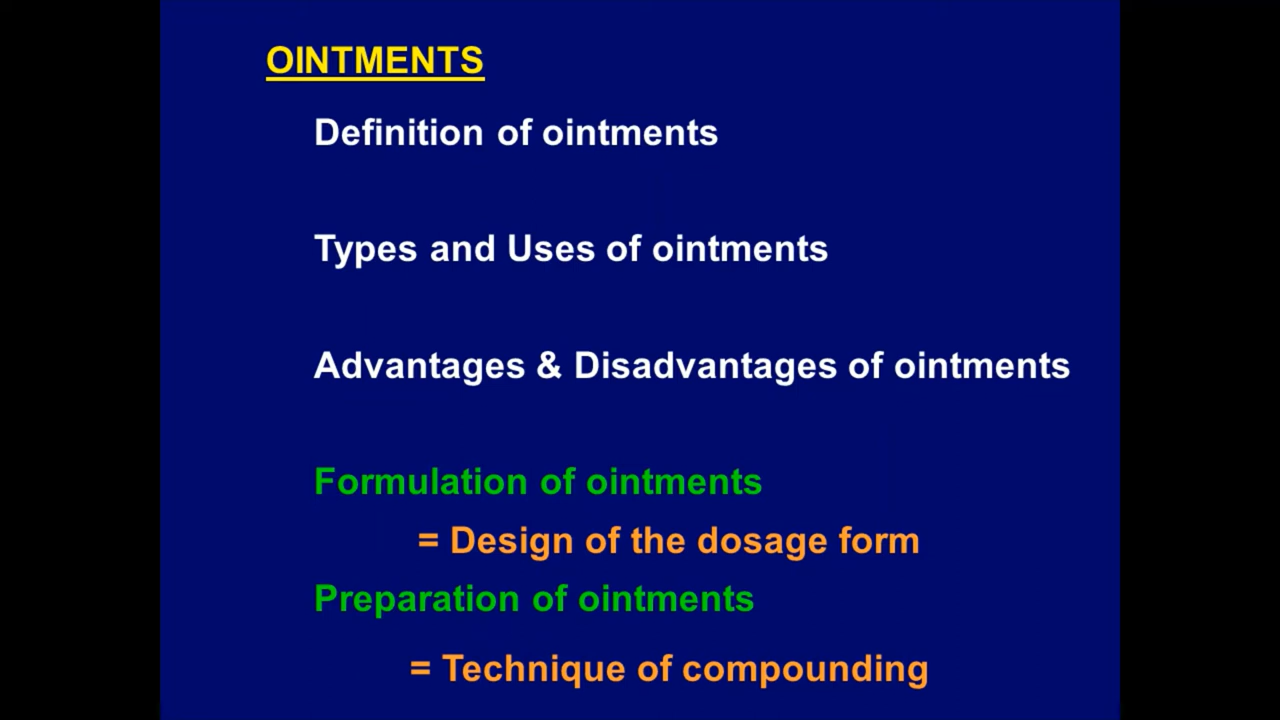 OINTMENTS
Definition of ointments
Types and Uses of ointments
Advantages & Disadvantages of ointments
Formulation of ointments
= Design of the dosage form
Preparation of ointments
= Technique of compounding